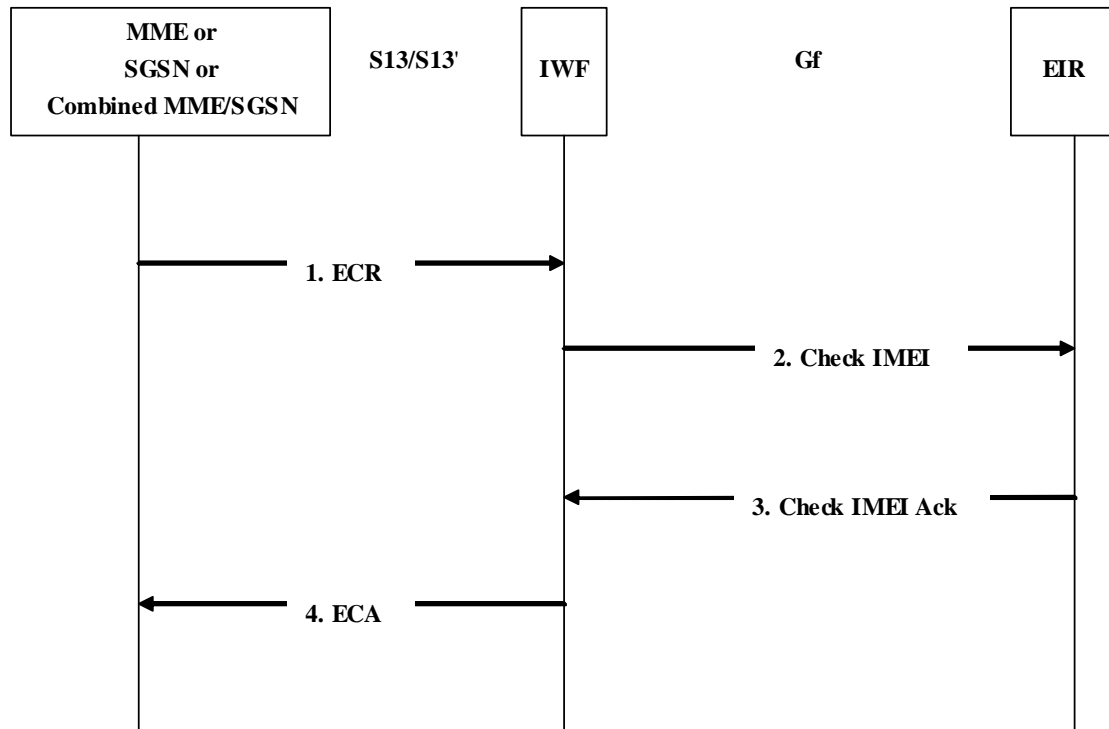 MME or
SGSN or
Combined MME/SGSN
S13/S13'
IWF
Gf
EIR
1. ECR
2. Check IMEI
3. Check IMEI Ack
4. ECA